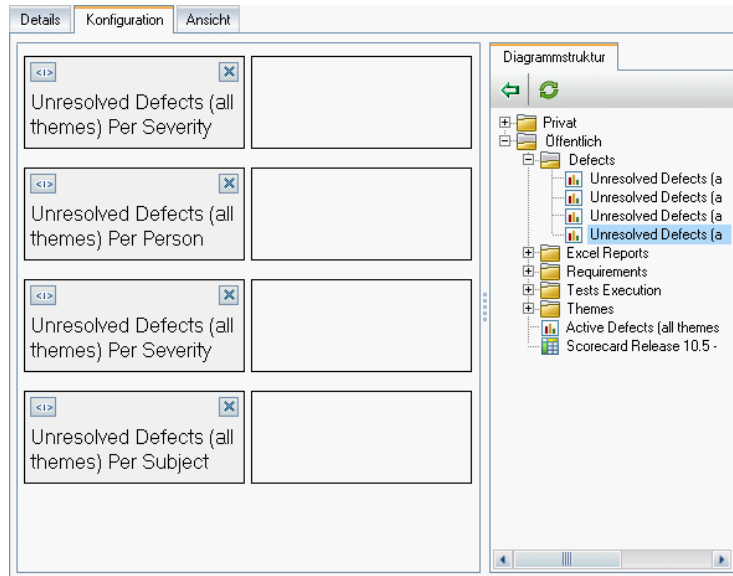 Details Konfiguration Ansicht
Unresolved Defects (all
themes) Per Severity
Unresolved Defects (all
themes) Per Person
Unresolved Defects (all
themes) Per Severity
Unresolved Defects (all
themes) Per Subject
Diagrammstruktur
Privat
Öffentlich
Defects
Unresolved Defects (a
Unresolved Defects (a
Unresolved Defects (a
Unresolved Defects (a
Excel Reports
Requirements
Tests Execution
Themes
Active Defects (all themes
Scorecard Release 10.5 -